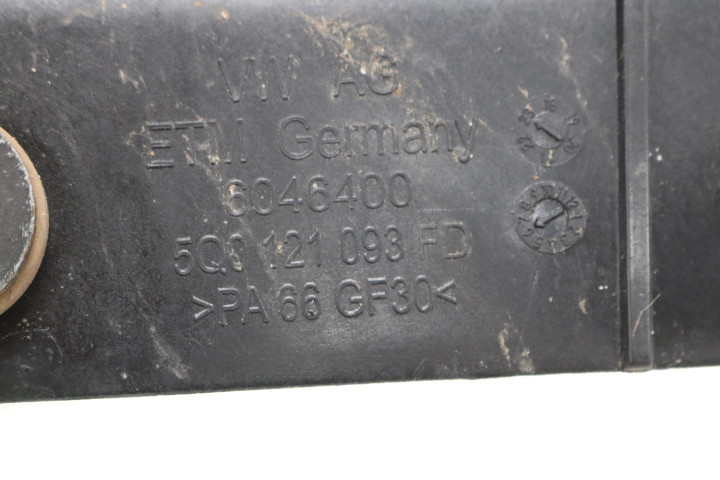 VW AG
ETM Germany
6046400
5Q0 121 093 FD
>PA 66 GF30<